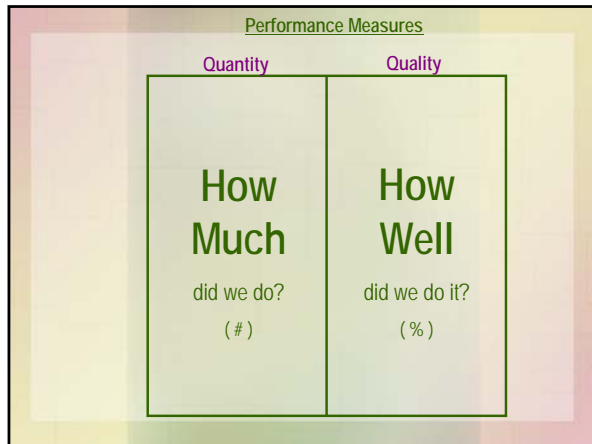 Performance Measures
Quantity
Quality
How
Much
did we do?
( # )
How
Well
did we do it?
( % )